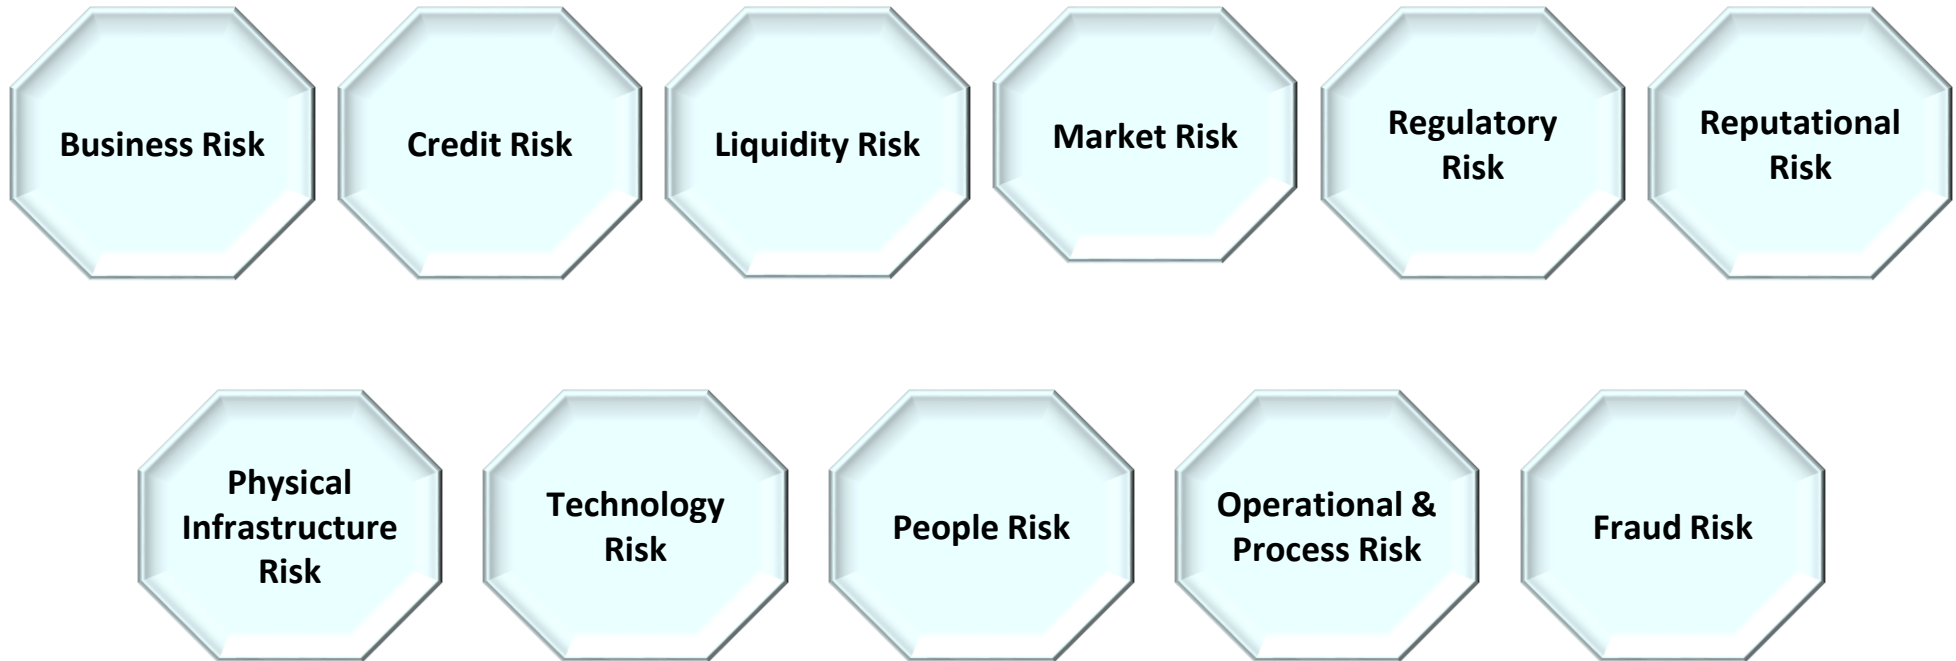 Business Risk
Credit Risk
Liquidity Risk
Market Risk
Regulatory
Risk
Reputational
Risk
Physical
Infrastructure
Risk
Technology
Risk
People Risk
Operational &
Process Risk
Fraud Risk